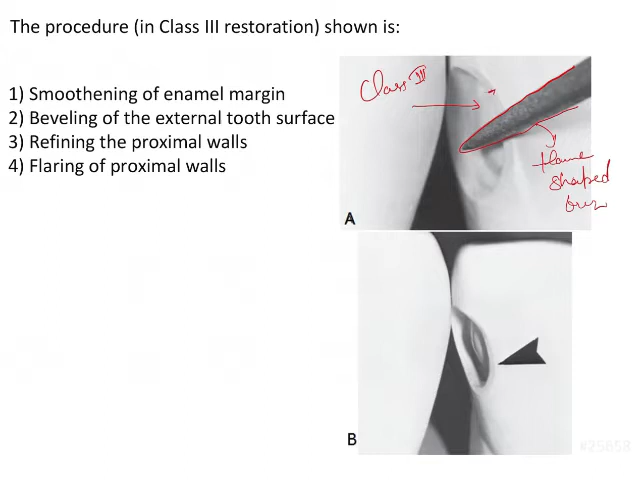 The procedure (in Class III restoration) shown is:
1) Smoothening of enamel margin
2) Beveling of the external tooth surface
3) Refining the proximal walls
4) Flaring of proximal walls
Class III
flame
shaped
bur
A
B
#25658